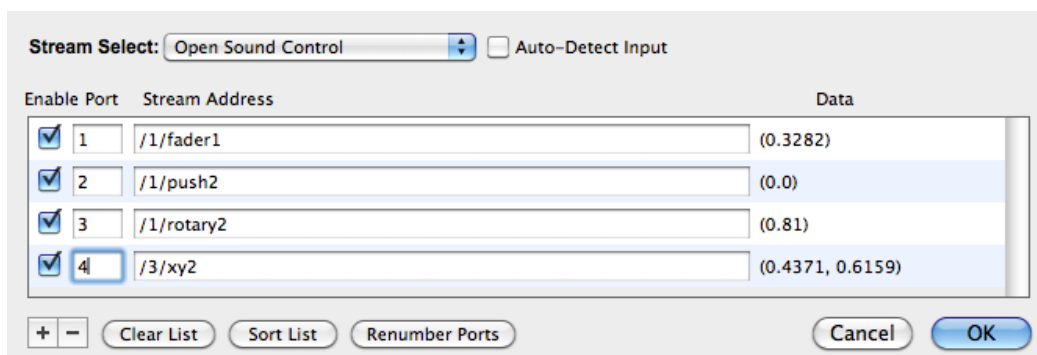 Stream Select: Open Sound Control Auto-Detect Input
Enable Port Stream Address Data
1 /1/fader1 (0.3282)
2 /1/push2 (0.0)
3 /1/rotary2 (0.81)
4 /3/xy2 (0.4371, 0.6159)
+ − Clear List Sort List Renumber Ports Cancel OK